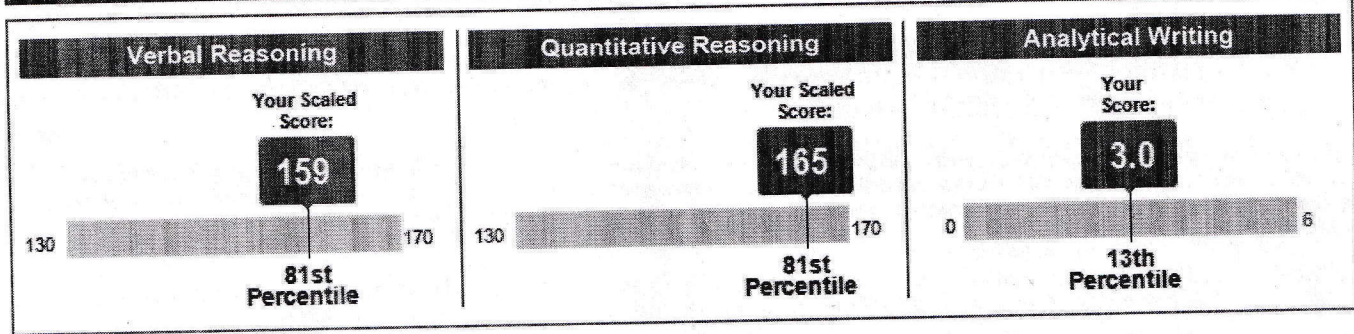 Verbal Reasoning
Your Scaled
Score:
159
130
170
81st
Percentile
Quantitative Reasoning
Your Scaled
Score:
165
130
170
81st
Percentile
Analytical Writing
Your
Score:
3.0
0
6
13th
Percentile